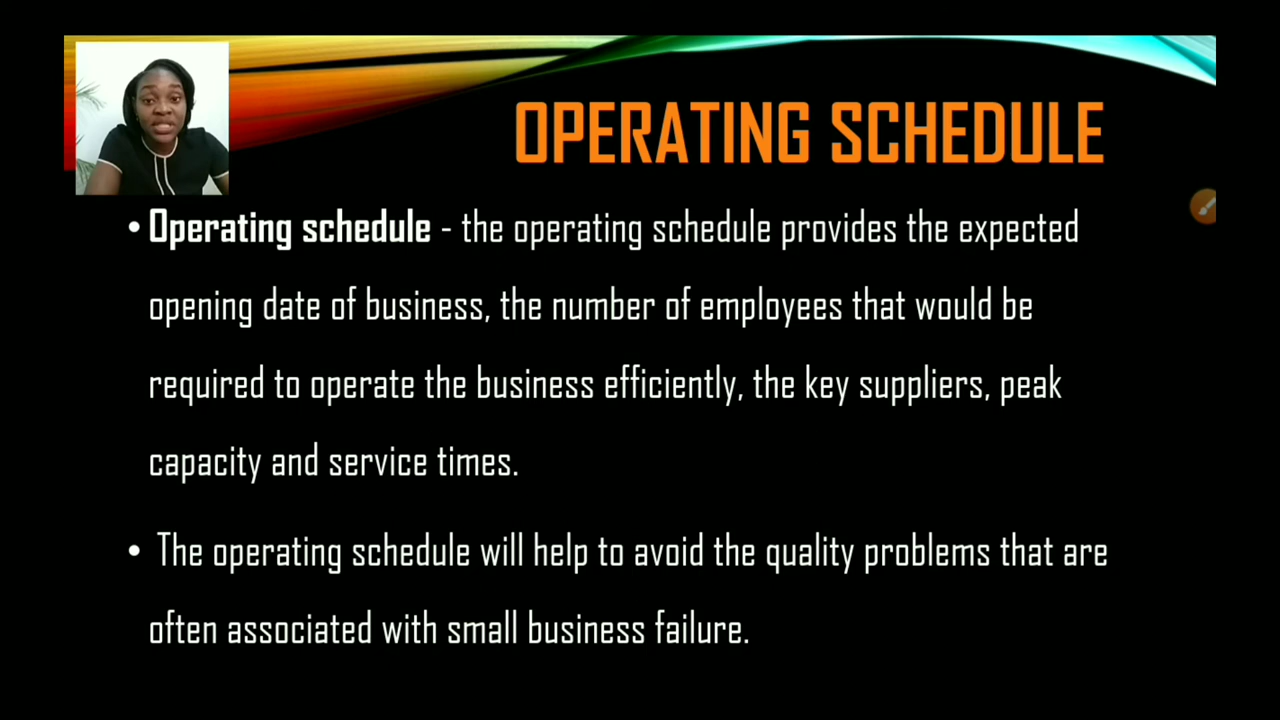 OPERATING SCHEDULE
• Operating schedule - the operating schedule provides the expected
opening date of business, the number of employees that would be
required to operate the business efficiently, the key suppliers, peak
capacity and service times.
• The operating schedule will help to avoid the quality problems that are
often associated with small business failure.